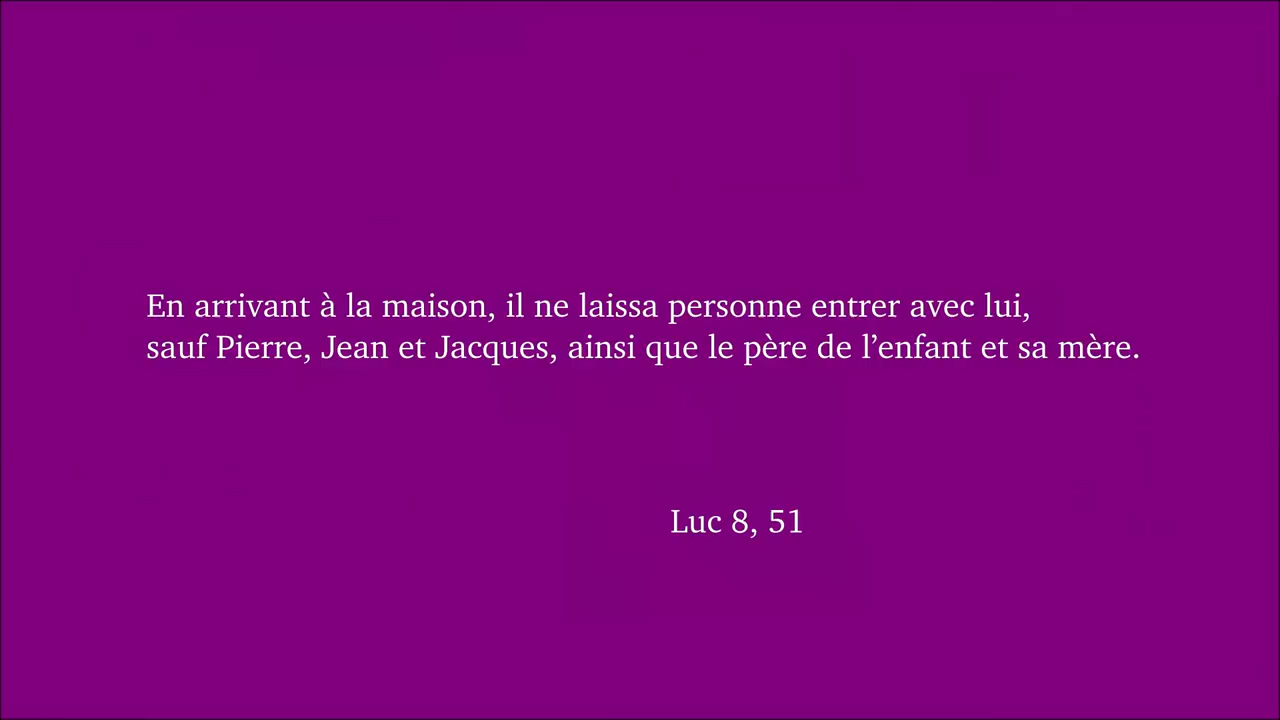 En arrivant à la maison, il ne laissa personne entrer avec lui,
sauf Pierre, Jean et Jacques, ainsi que le père de l’enfant et sa mère.
Luc 8, 51